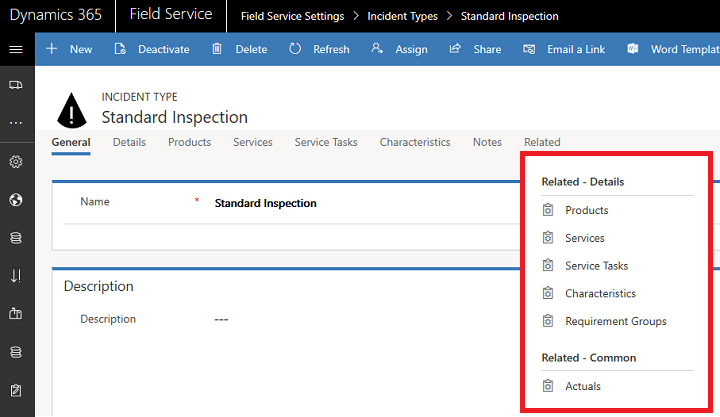 Dynamics 365 Field Service Field Service Settings > Incident Types > Standard Inspection
+ New Deactivate Delete Refresh Assign Share Email a Link Word Templat
INCIDENT TYPE
Standard Inspection
General Details Products Services Service Tasks Characteristics Notes Related
Related - Details
Name * Standard Inspection
Products
Services
Service Tasks
Description
Characteristics
Description ---
Requirement Groups
Related - Common
Actuals